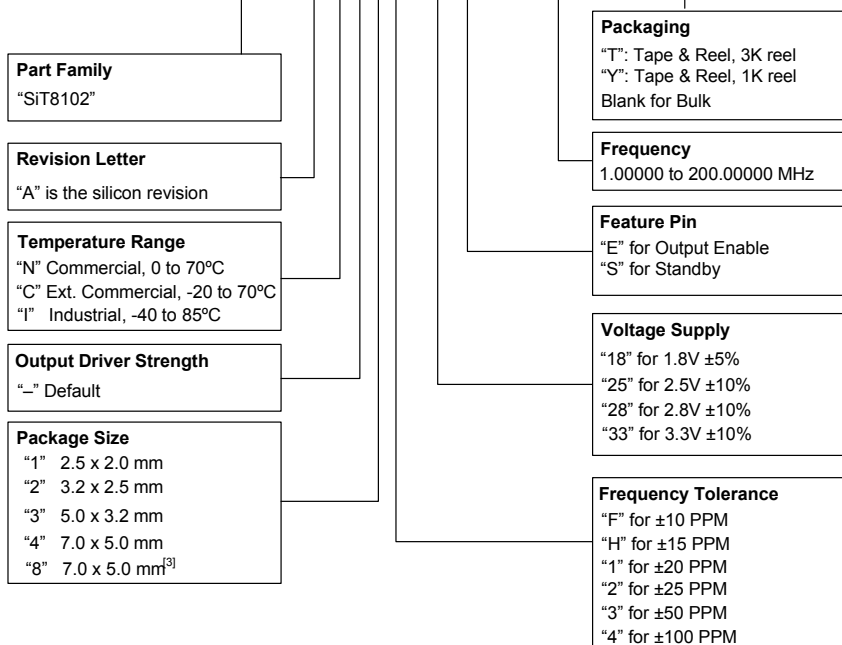 Part Family
“SiT8102”
Revision Letter
“A” is the silicon revision
Temperature Range
“N” Commercial, 0 to 70ºC
“C” Ext. Commercial, -20 to 70ºC
“I” Industrial, -40 to 85ºC
Output Driver Strength
“–” Default
Package Size
“1” 2.5 x 2.0 mm
“2” 3.2 x 2.5 mm
“3” 5.0 x 3.2 mm
“4” 7.0 x 5.0 mm
“8” 7.0 x 5.0 mm[3]
Packaging
“T”: Tape & Reel, 3K reel
“Y”: Tape & Reel, 1K reel
Blank for Bulk
Frequency
1.00000 to 200.00000 MHz
Feature Pin
“E” for Output Enable
“S” for Standby
Voltage Supply
“18” for 1.8V ±5%
“25” for 2.5V ±10%
“28” for 2.8V ±10%
“33” for 3.3V ±10%
Frequency Tolerance
“F” for ±10 PPM
“H” for ±15 PPM
“1” for ±20 PPM
“2” for ±25 PPM
“3” for ±50 PPM
“4” for ±100 PPM